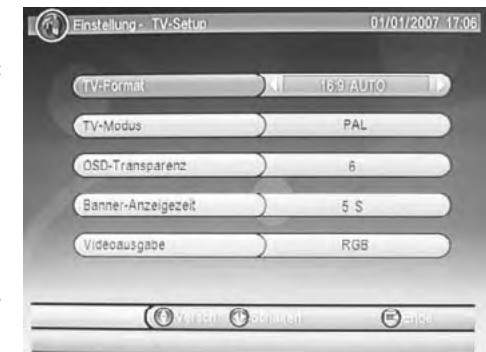 Einstellung - TV-Setup 01/01/2007 17:06
TV-Format 16:9 AUTO
TV-Modus PAL
OSD-Transparenz 6
Banner-Anzeigezeit 5 S
Videoausgabe RGB
Ende